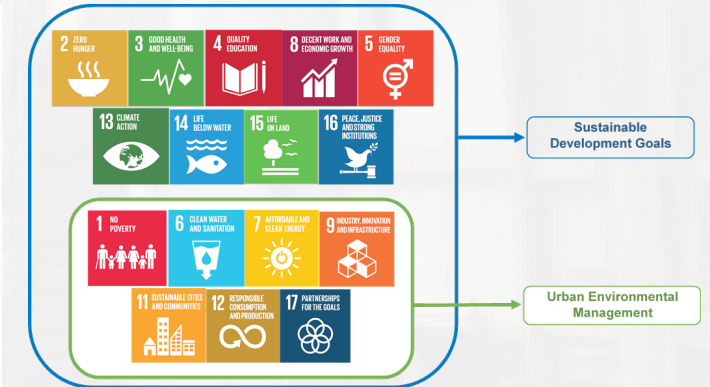 2 ZERO
HUNGER
3 GOOD HEALTH
AND WELL-BEING
4 QUALITY
EDUCATION
8 DECENT WORK AND
ECONOMIC GROWTH
5 GENDER
EQUALITY
13 CLIMATE
ACTION
14 LIFE
BELOW WATER
15 LIFE
ON LAND
16 PEACE, JUSTICE
AND STRONG
INSTITUTIONS
Sustainable
Development Goals
1 NO
POVERTY
6 CLEAN WATER
AND SANITATION
7 AFFORDABLE AND
CLEAN ENERGY
9 INDUSTRY, INNOVATION
AND INFRASTRUCTURE
11 SUSTAINABLE CITIES
AND COMMUNITIES
12 RESPONSIBLE
CONSUMPTION
AND PRODUCTION
17 PARTNERSHIPS
FOR THE GOALS
Urban Environmental
Management